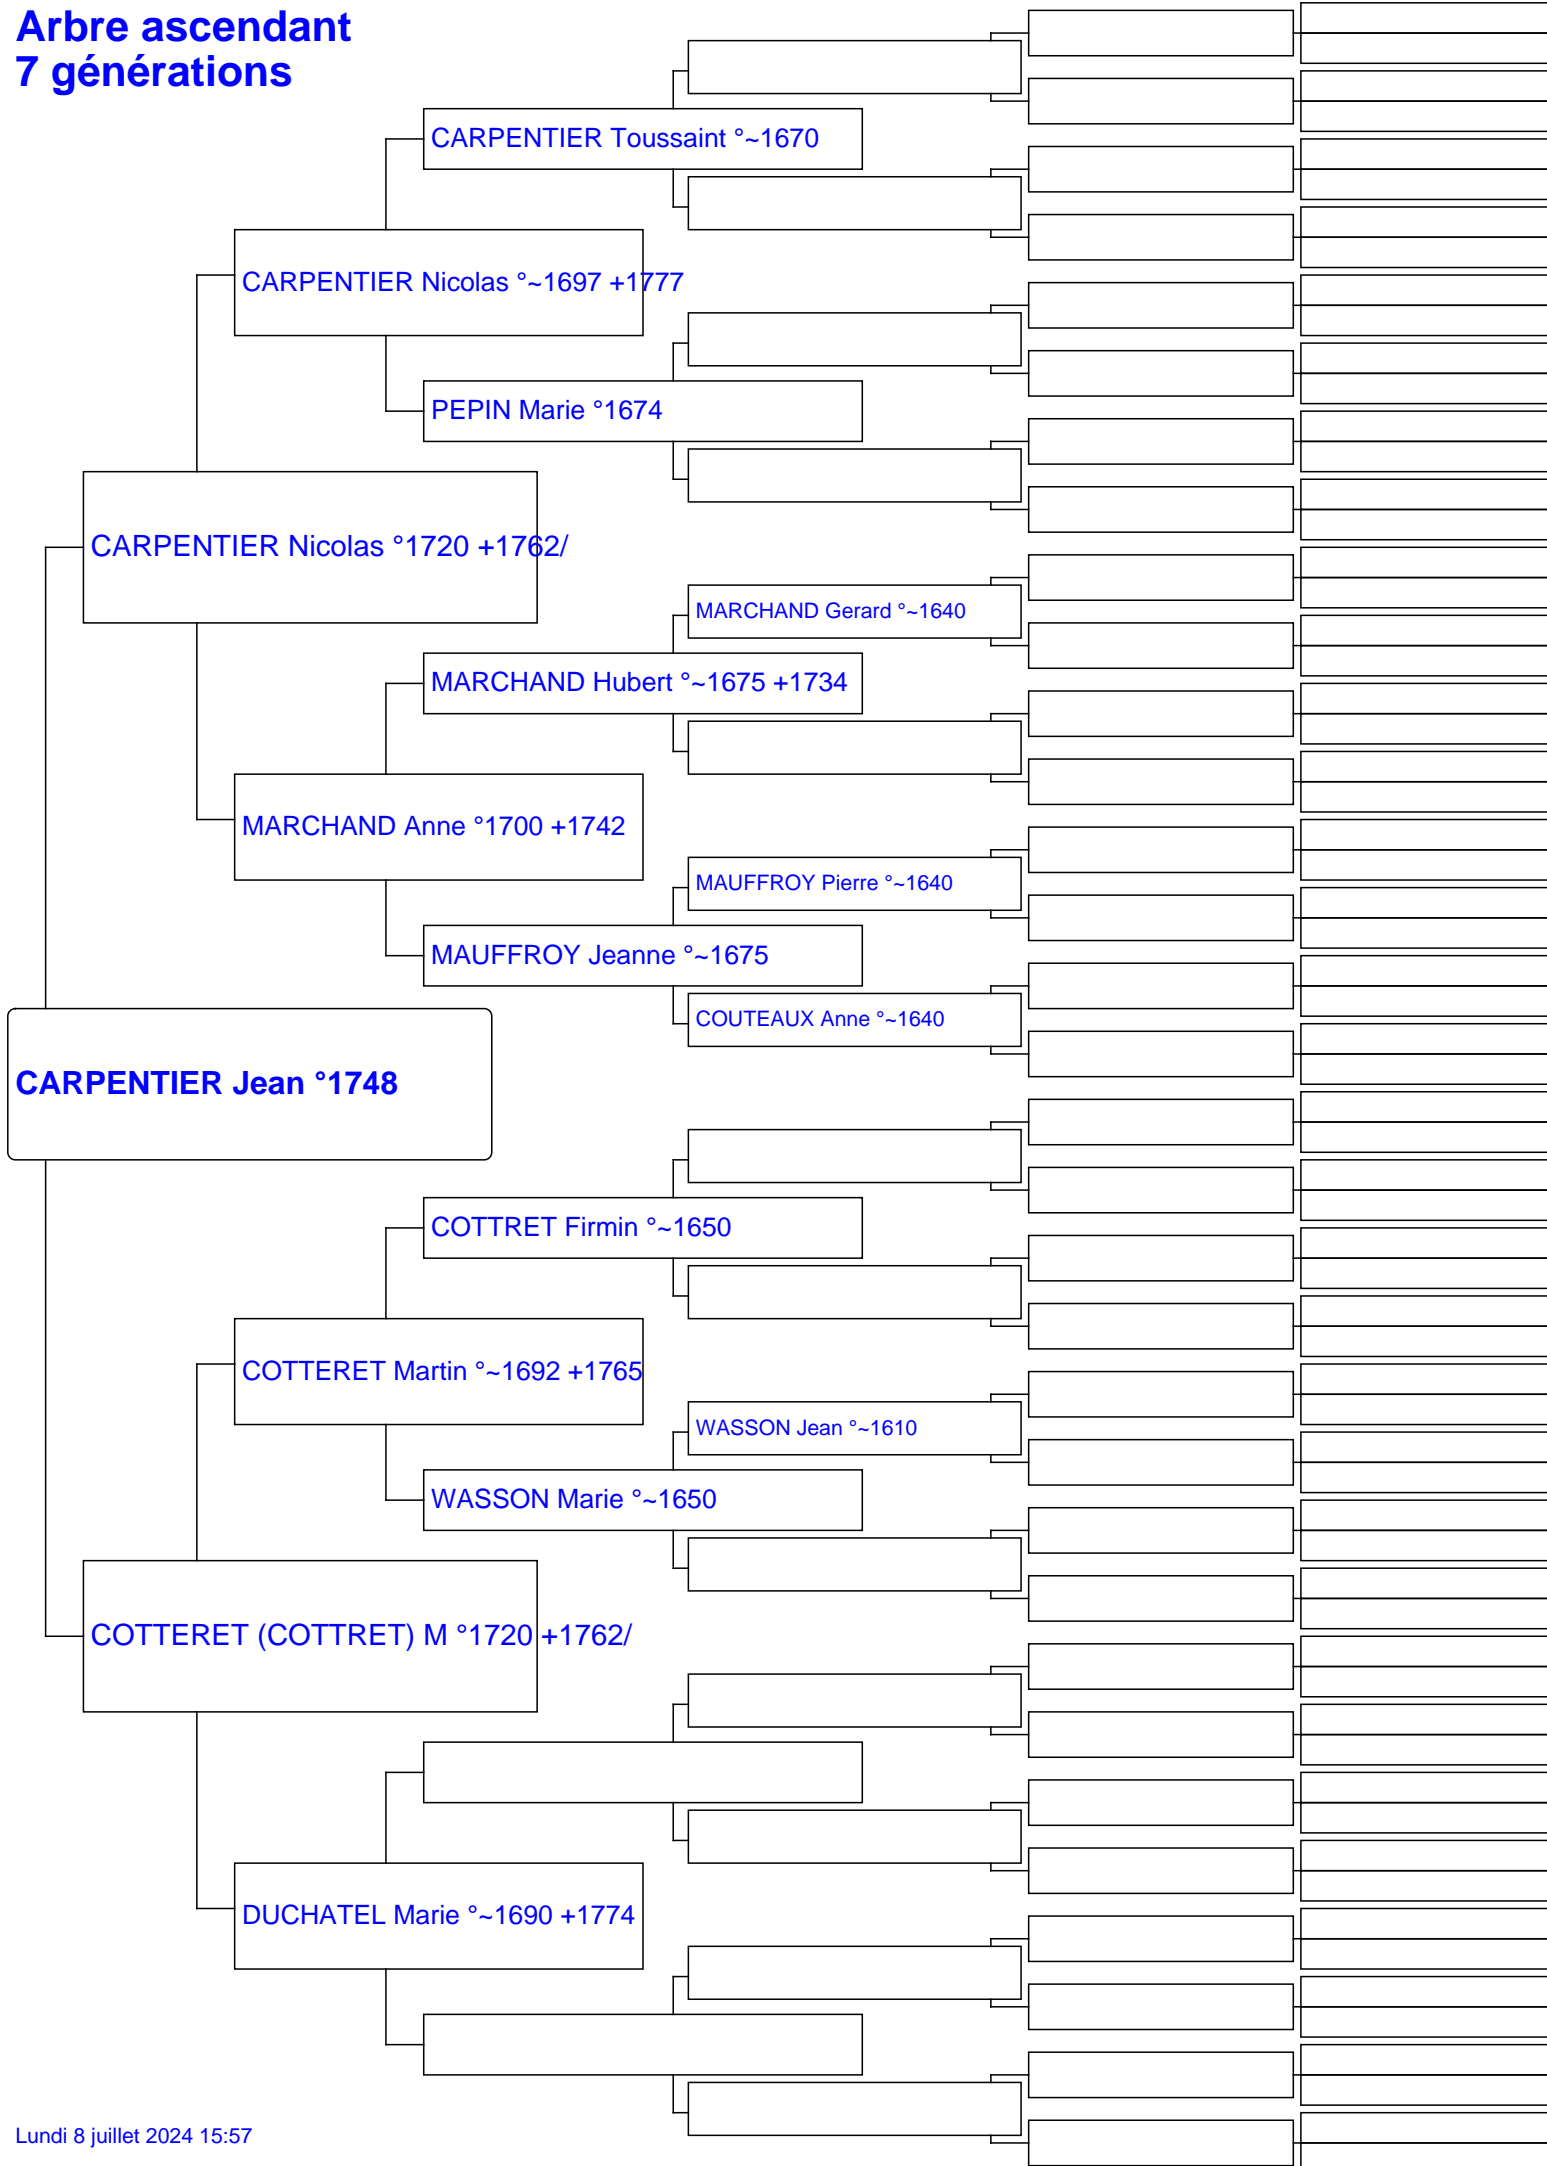 Arbre ascendant
7 générations
CARPENTIER Toussaint °~1670
CARPENTIER Nicolas °~1697 +1777
PEPIN Marie °1674
CARPENTIER Nicolas °1720 +1762/
MARCHAND Gerard °~1640
MARCHAND Hubert °~1675 +1734
MARCHAND Anne °1700 +1742
MAUFFROY Pierre °~1640
MAUFFROY Jeanne °~1675
COUTEAUX Anne °~1640
CARPENTIER Jean °1748
COTTRET Firmin °~1650
COTTERET Martin °~1692 +1765
WASSON Jean °~1610
WASSON Marie °~1650
COTTERET (COTTRET) M °1720 +1762/
DUCHATEL Marie °~1690 +1774
Lundi 8 juillet 2024 15:57